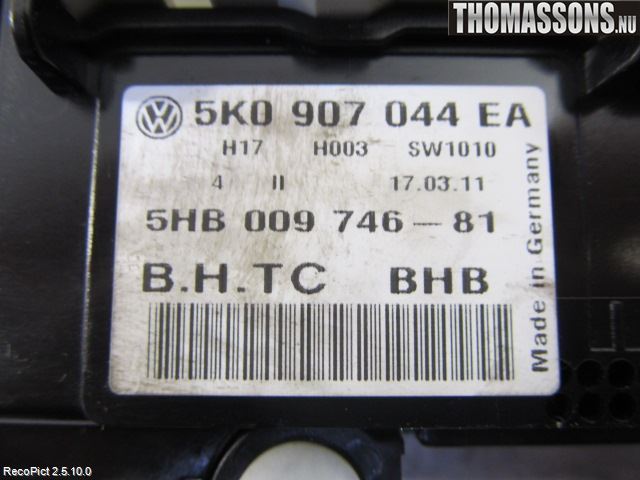 THOMASSONS.NU
5K0 907 044 EA
H17 H003 SW1010
4 II 17.03.11
5HB 009 746-81
B.H.TC BHB
Made in Germany
RecoPict 2.5.10.0